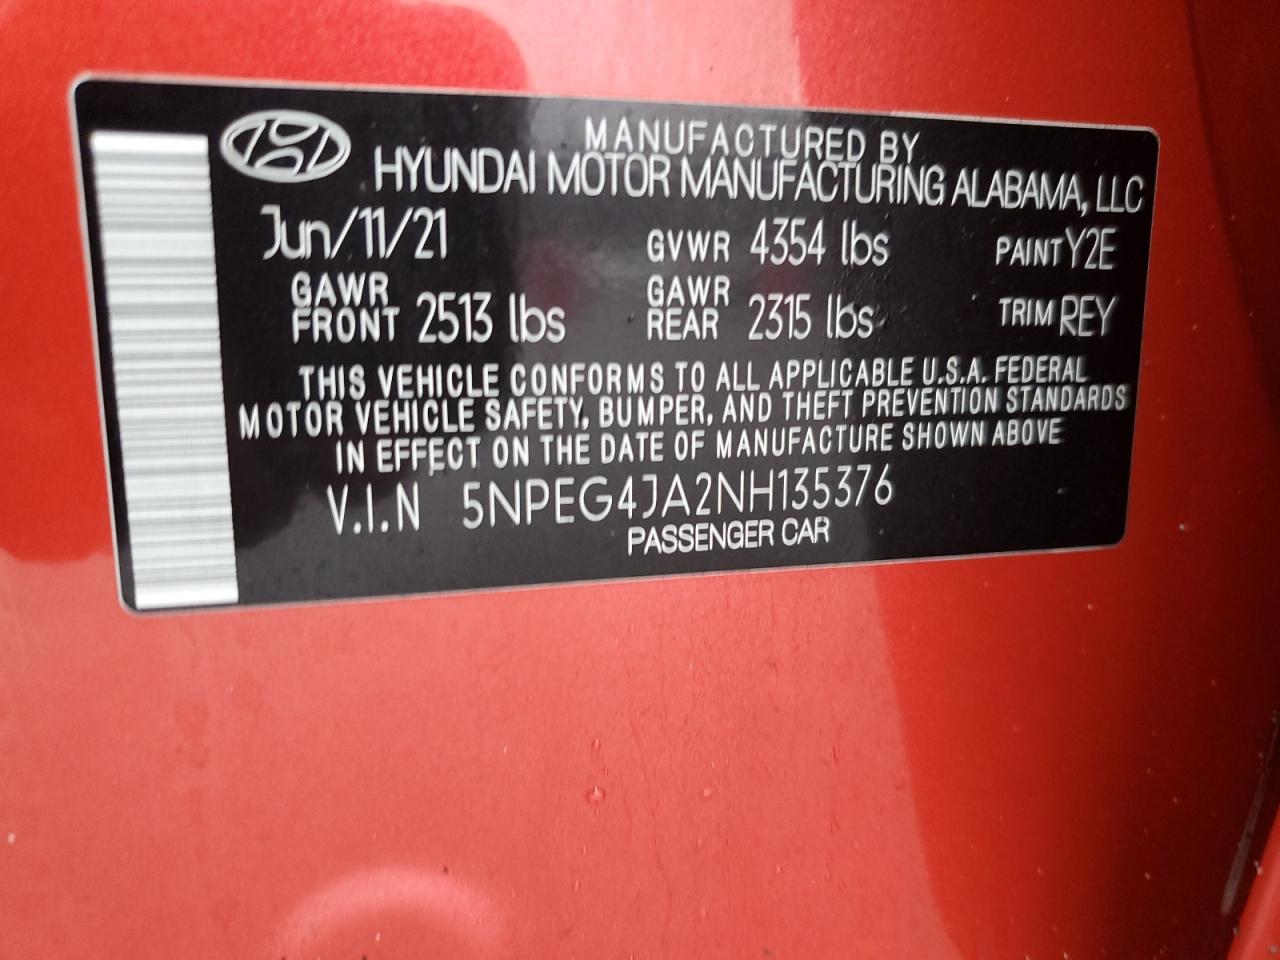 MANUFACTURED BY
HYUNDAI MOTOR MANUFACTURING ALABAMA, LLC
Jun/11/21 GVWR 4354 lbs PAINT Y2E
GAWR FRONT 2513 lbs GAWR REAR 2315 lbs TRIM REY
THIS VEHICLE CONFORMS TO ALL APPLICABLE U.S.A. FEDERAL
MOTOR VEHICLE SAFETY, BUMPER, AND THEFT PREVENTION STANDARDS
IN EFFECT ON THE DATE OF MANUFACTURE SHOWN ABOVE
V.I.N 5NPEG4JA2NH135376
PASSENGER CAR